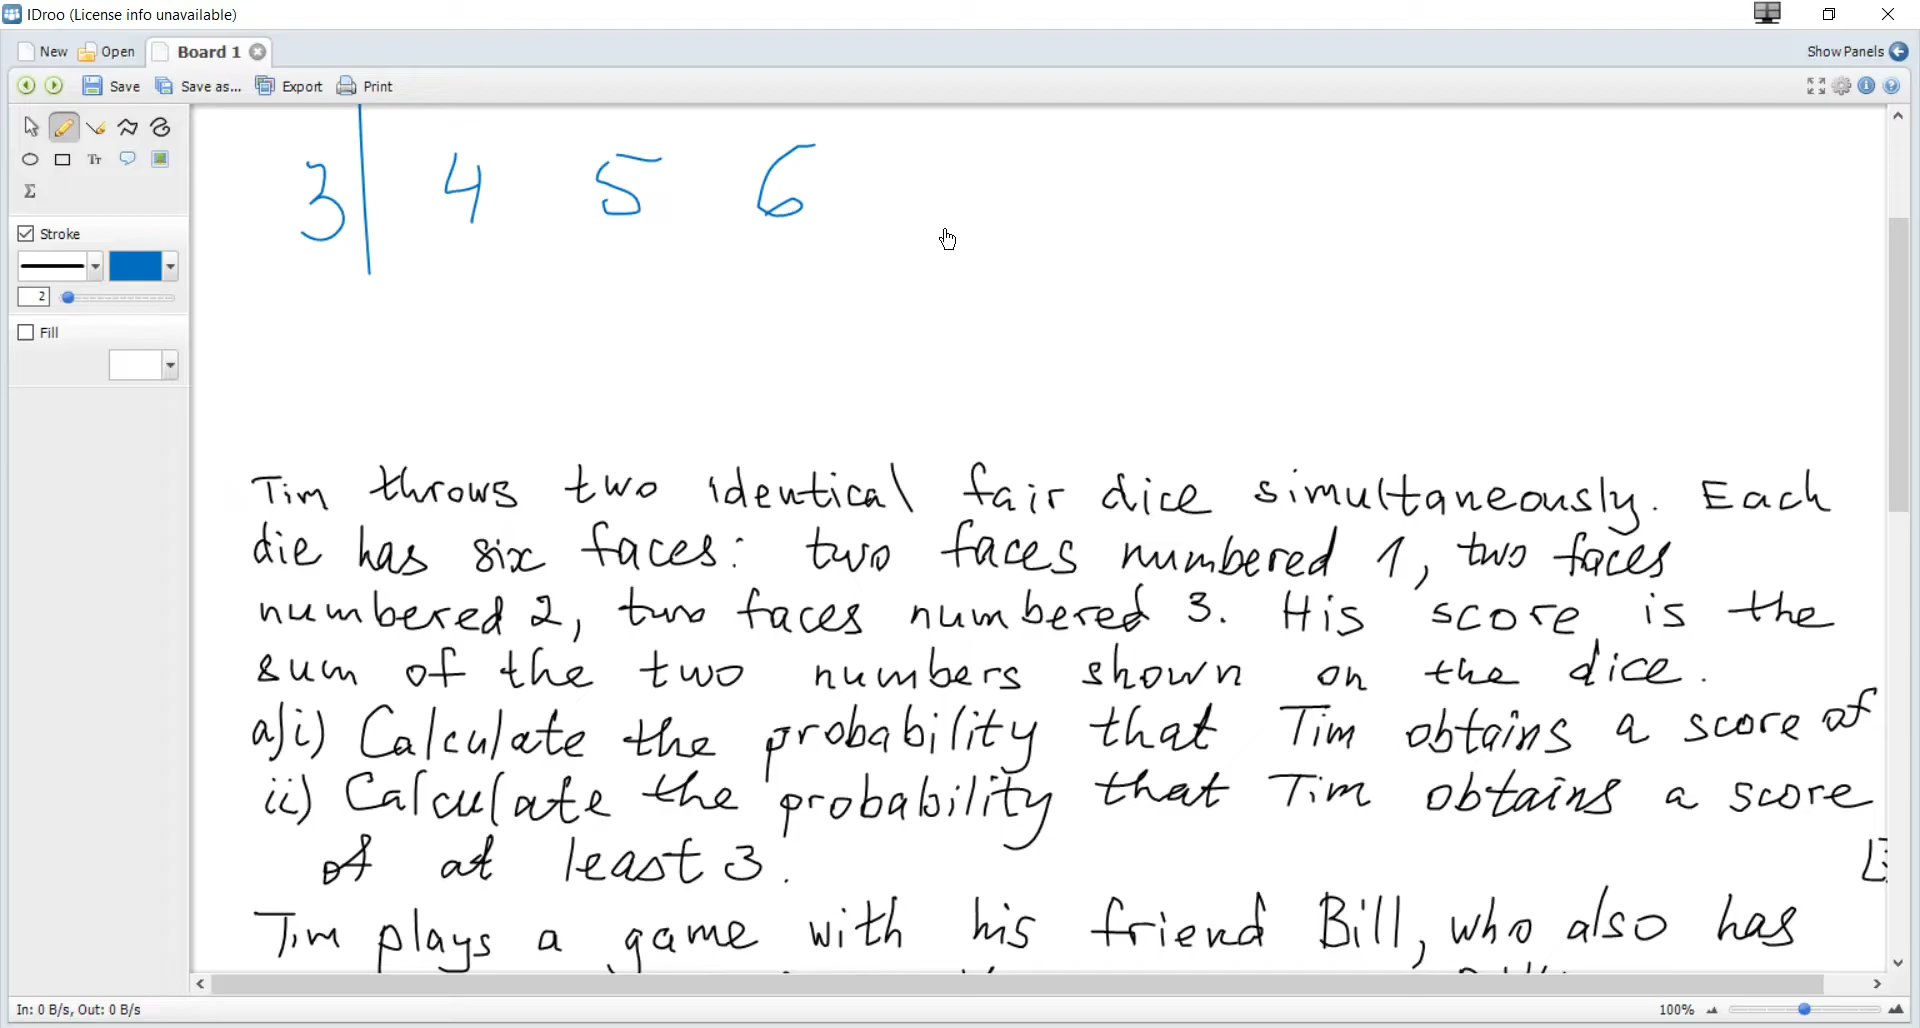 IDroo (License info unavailable)
New Open Board 1 Show Panels
Save Save as... Export Print
3 4 5 6
Tt
Σ
Stroke
2
Fill
Tim throws two identical fair dice simultaneously. Each
die has six faces: two faces numbered 1, two faces
numbered 2, two faces numbered 3. His score is the
sum of the two numbers shown on the dice.
a)i) Calculate the probability that Tim obtains a score of
ii) Calculate the probability that Tim obtains a score
of at least 3.
Tim plays a game with his friend Bill, who also has
In: 0 B/s, Out: 0 B/s 100%